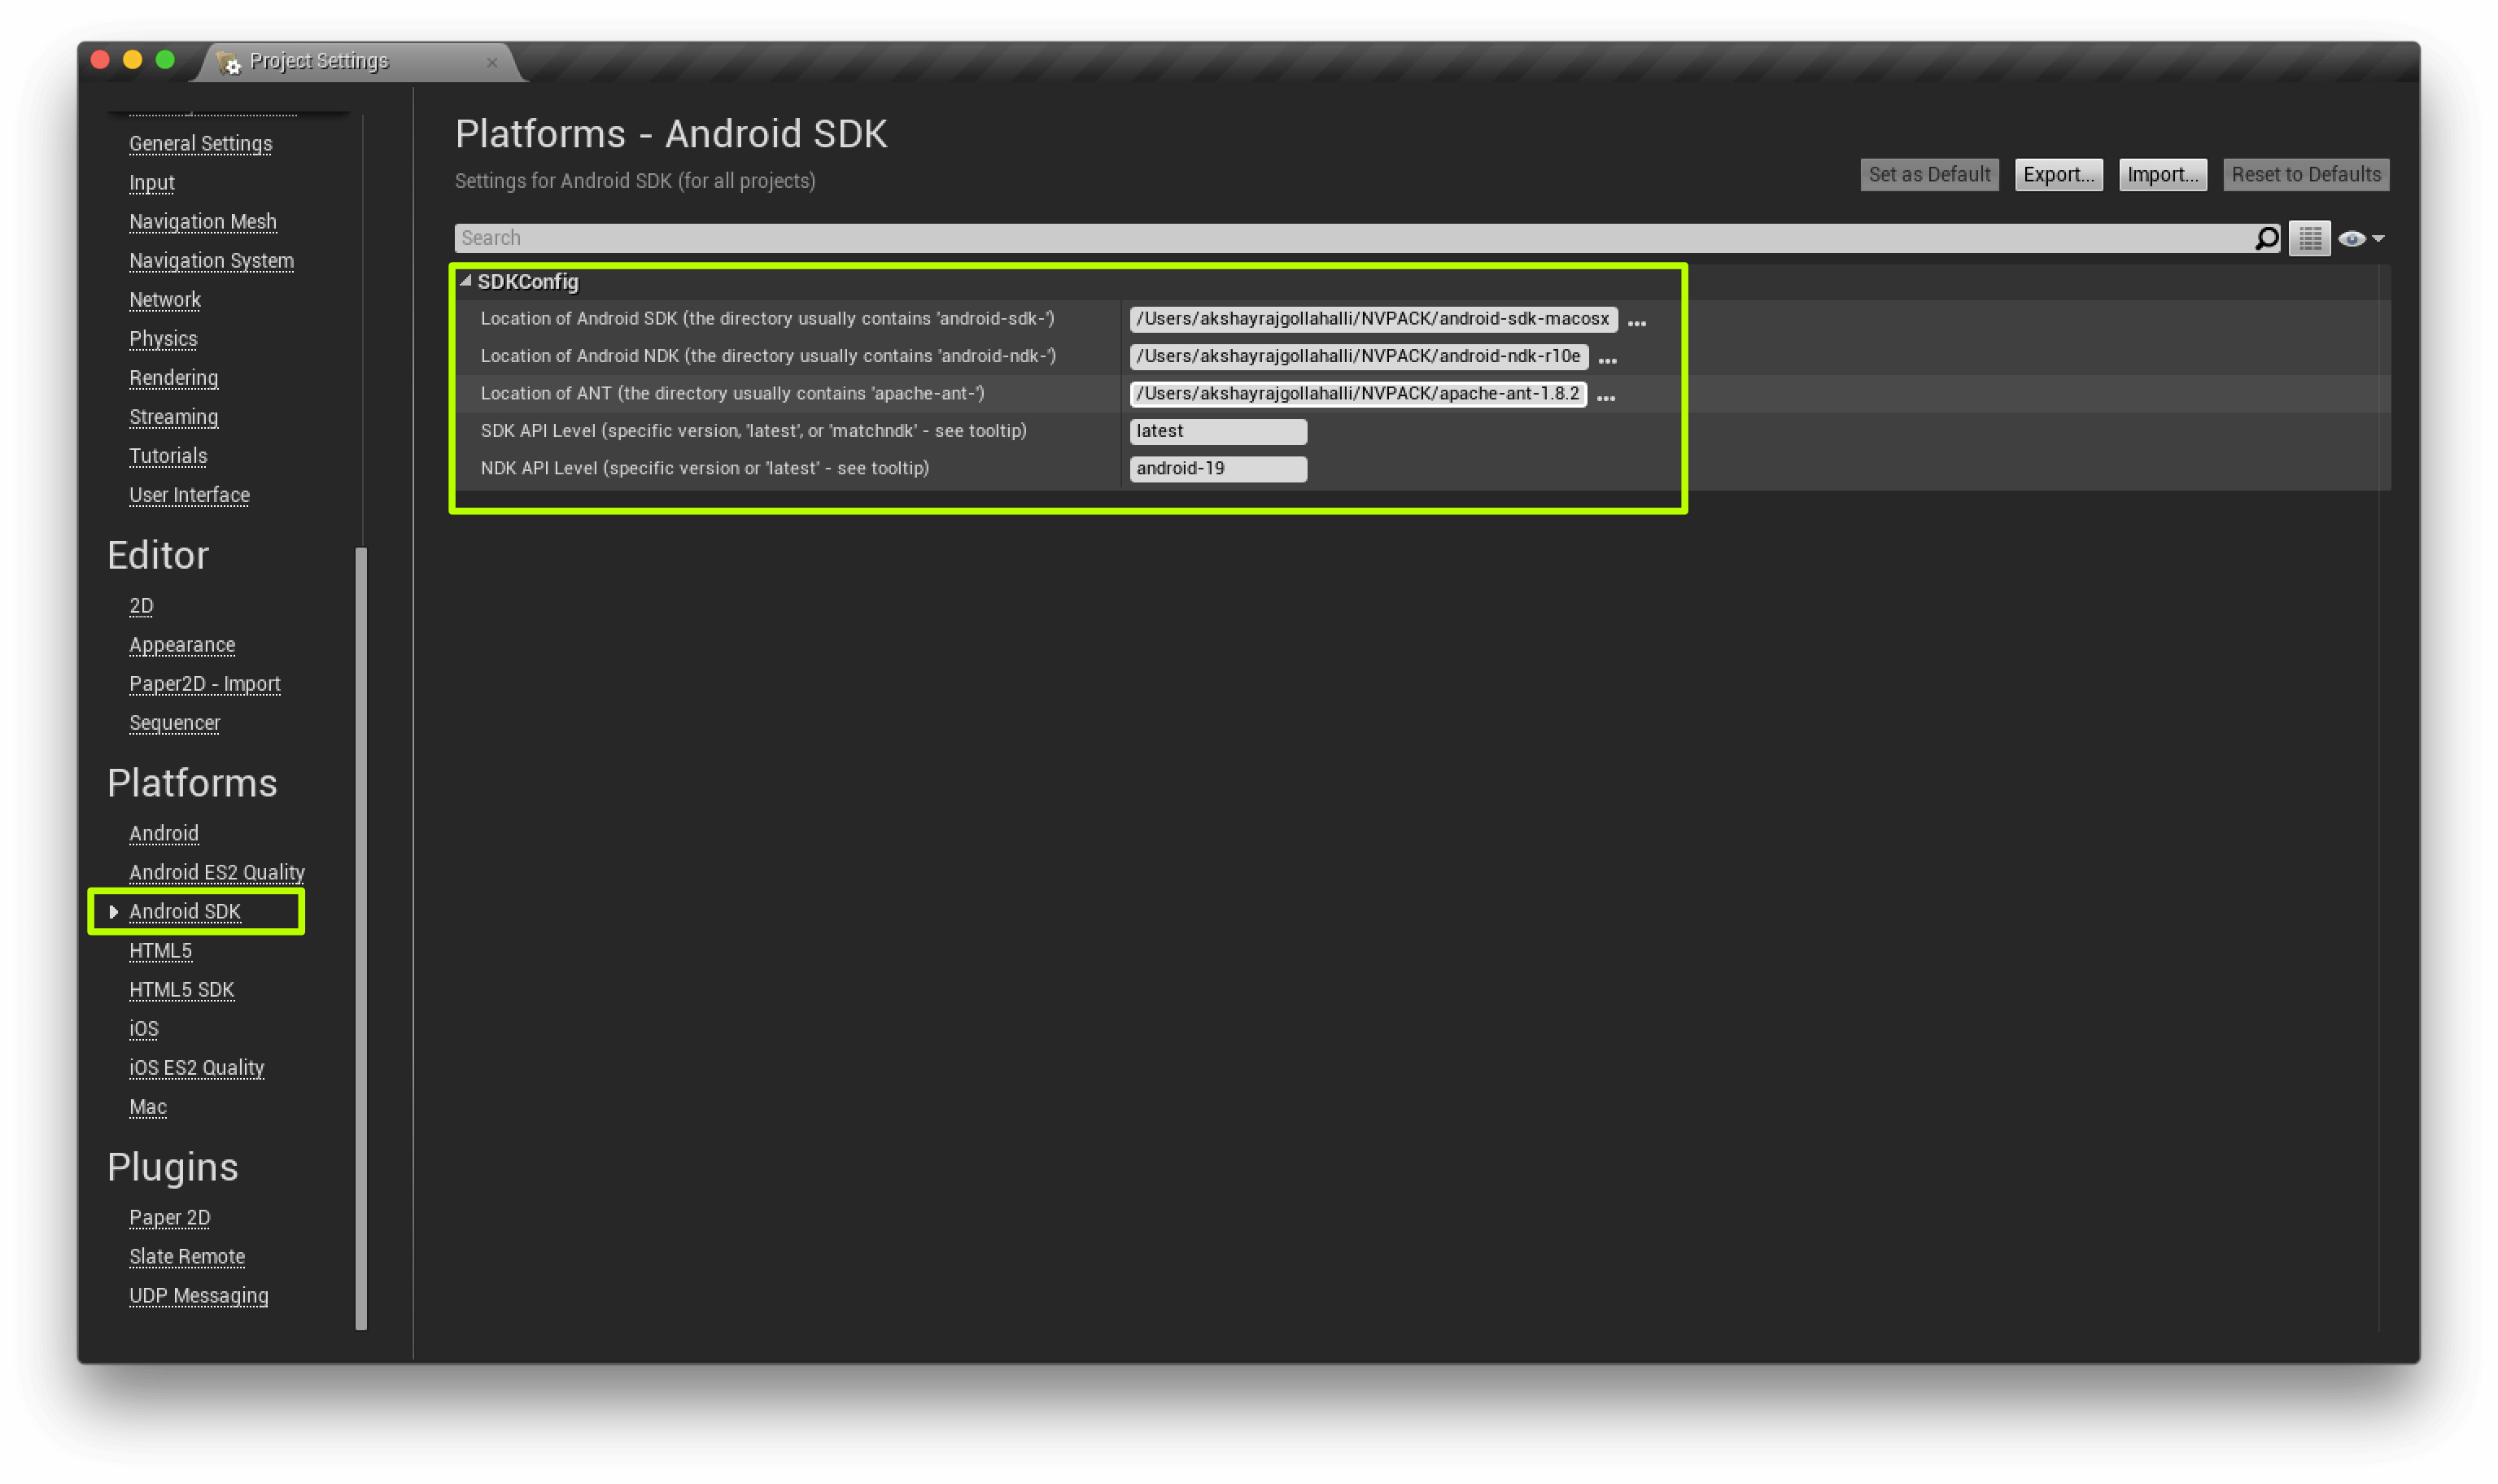 Project Settings
General Settings
Input
Navigation Mesh
Navigation System
Network
Physics
Rendering
Streaming
Tutorials
User Interface
Editor
2D
Appearance
Paper2D - Import
Sequencer
Platforms
Android
Android ES2 Quality
Android SDK
HTML5
HTML5 SDK
iOS
iOS ES2 Quality
Mac
Plugins
Paper 2D
Slate Remote
UDP Messaging
Platforms - Android SDK
Settings for Android SDK (for all projects)
Set as Default Export... Import... Reset to Defaults
Search
SDKConfig
Location of Android SDK (the directory usually contains 'android-sdk-') /Users/akshayrajgollahalli/NVPACK/android-sdk-macosx ...
Location of Android NDK (the directory usually contains 'android-ndk-') /Users/akshayrajgollahalli/NVPACK/android-ndk-r10e ...
Location of ANT (the directory usually contains 'apache-ant-') /Users/akshayrajgollahalli/NVPACK/apache-ant-1.8.2 ...
SDK API Level (specific version, 'latest', or 'matchndk' - see tooltip) latest
NDK API Level (specific version or 'latest' - see tooltip) android-19